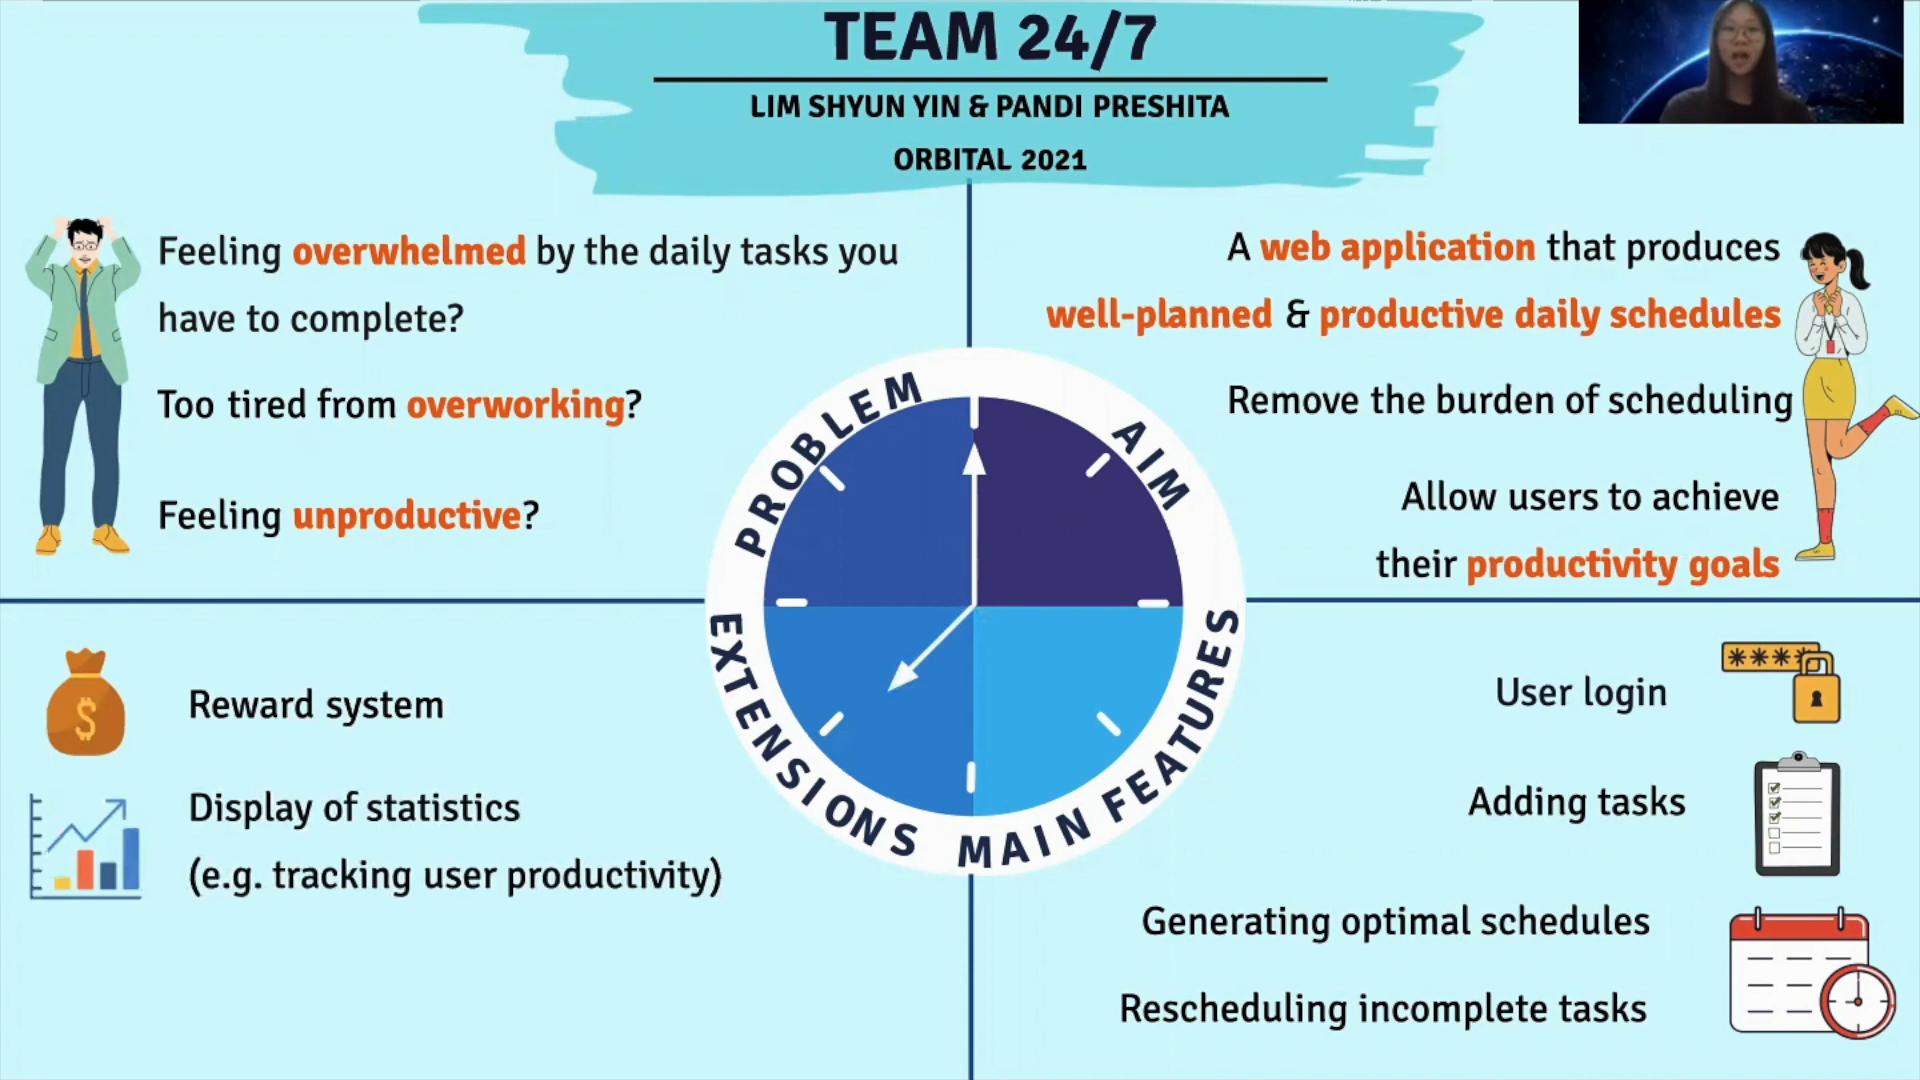 TEAM 24/7
LIM SHYUN YIN & PANDI PRESHITA
ORBITAL 2021
Feeling overwhelmed by the daily tasks you
have to complete?
Too tired from overworking?
Feeling unproductive?
A web application that produces
well-planned & productive daily schedules
Remove the burden of scheduling
Allow users to achieve
their productivity goals
PROBLEM
AIM
EXTENSIONS
MAIN FEATURES
Reward system
$
Display of statistics
(e.g. tracking user productivity)
User login
****
Adding tasks
Generating optimal schedules
Rescheduling incomplete tasks